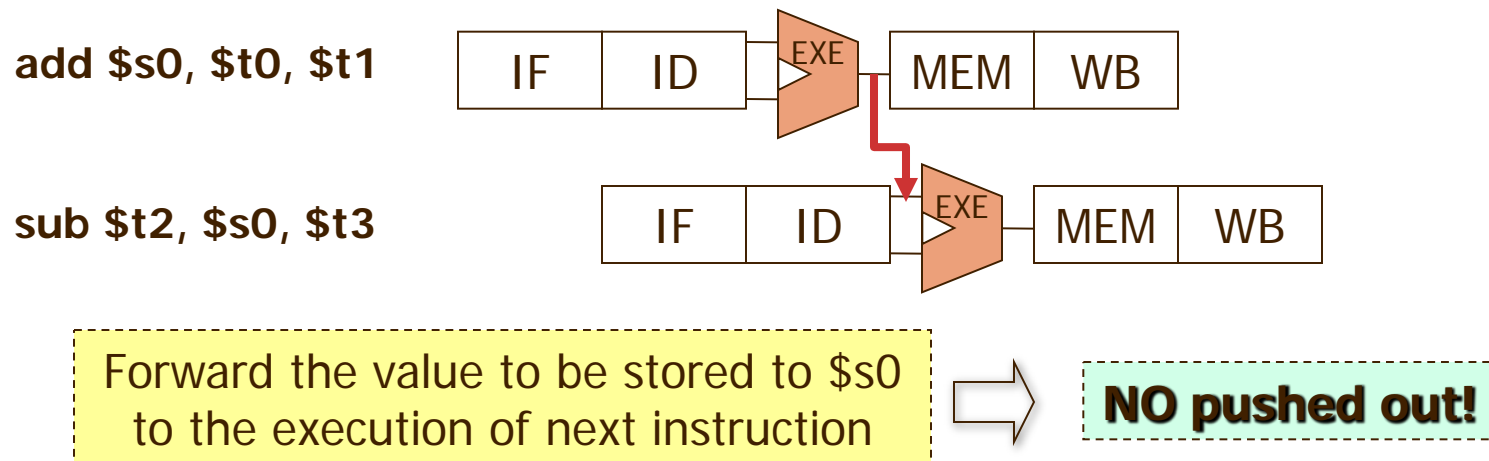 add $s0, $t0, $t1
IF ID EXE MEM WB
sub $t2, $s0, $t3
IF ID EXE MEM WB
Forward the value to be stored to $s0
to the execution of next instruction
NO pushed out!